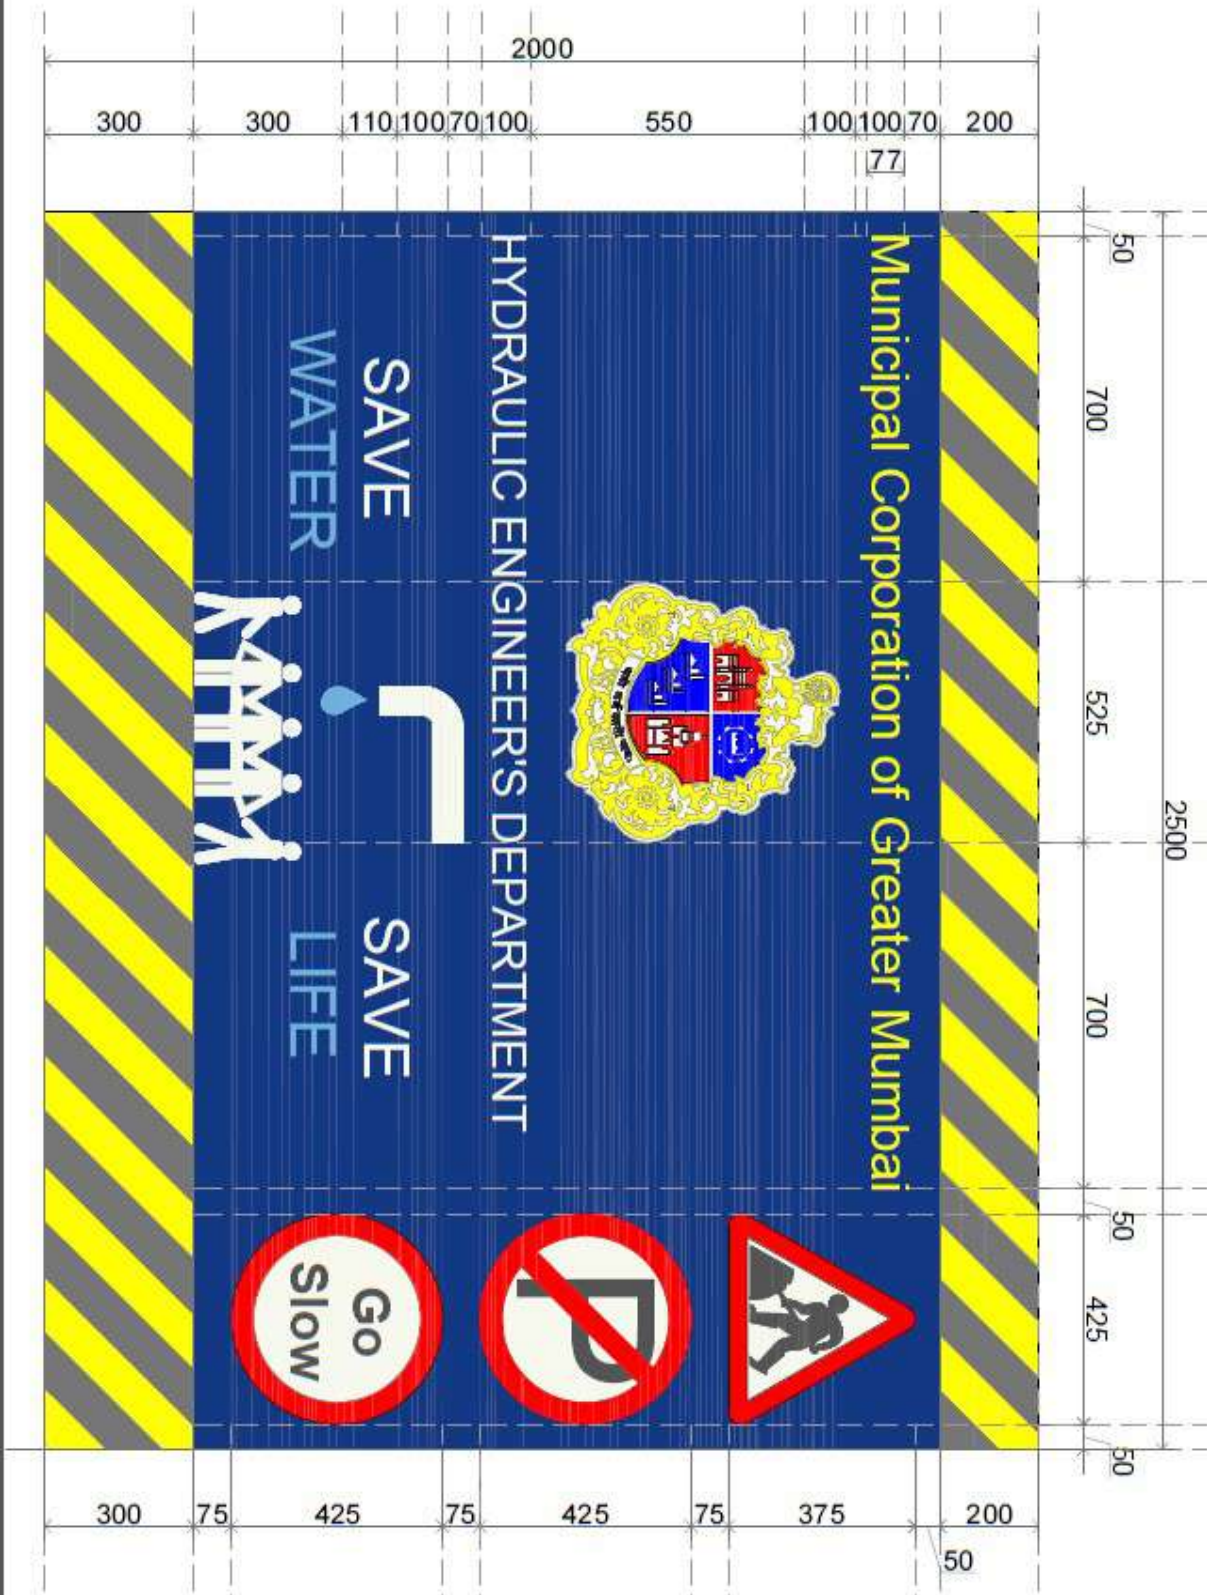 2000
300 300 110 100 70 100 550 100 100 70 200
77
Municipal Corporation of Greater Mumbai
HYDRAULIC ENGINEER'S DEPARTMENT
SAVE
WATER
SAVE
LIFE
P
Go
Slow
50
700
525
700
50
425
50
2500
300 75 425 75 425 75 375 200
50